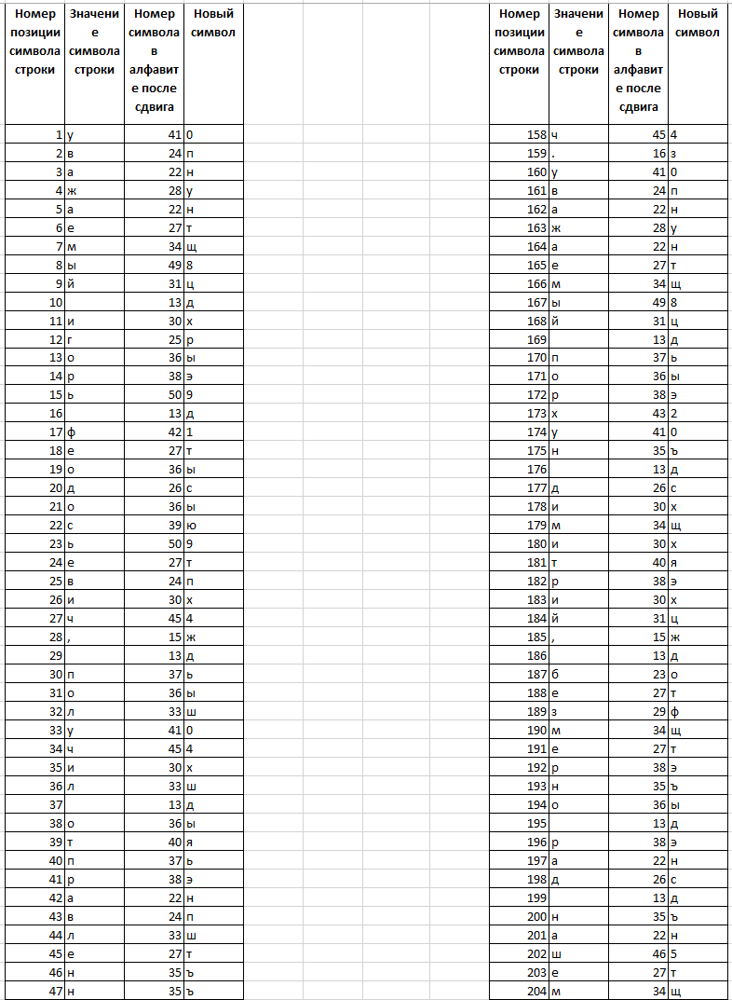 Номер Значени Номер Новый Номер Значени Номер Новый
позиции е символа символ позиции е символа символ
символа символа в символа символа в
строки строки алфавит строки строки алфавит
е после е после
сдвига сдвига
1 у 41 0 158 ч 45 4
2 в 24 п 159 . 16 з
3 а 22 н 160 у 41 0
4 ж 28 у 161 в 24 п
5 а 22 н 162 а 22 н
6 е 27 т 163 ж 28 у
7 м 34 щ 164 а 22 н
8 ы 49 8 165 е 27 т
9 й 31 ц 166 м 34 щ
10 13 д 167 ы 49 8
11 и 30 х 168 й 31 ц
12 г 25 р 169 13 д
13 о 36 ы 170 п 37 ь
14 р 38 э 171 о 36 ы
15 ь 50 9 172 р 38 э
16 13 д 173 х 43 2
17 ф 42 1 174 у 41 0
18 е 27 т 175 н 35 ъ
19 о 36 ы 176 13 д
20 д 26 с 177 д 26 с
21 о 36 ы 178 и 30 х
22 с 39 ю 179 м 34 щ
23 ь 50 9 180 и 30 х
24 е 27 т 181 т 40 я
25 в 24 п 182 р 38 э
26 и 30 х 183 и 30 х
27 ч 45 4 184 й 31 ц
28 , 15 ж 185 , 15 ж
29 13 д 186 13 д
30 п 37 ь 187 б 23 о
31 о 36 ы 188 е 27 т
32 л 33 ш 189 з 29 ф
33 у 41 0 190 м 34 щ
34 ч 45 4 191 е 27 т
35 и 30 х 192 р 38 э
36 л 33 ш 193 н 35 ъ
37 13 д 194 о 36 ы
38 о 36 ы 195 13 д
39 т 40 я 196 р 38 э
40 п 37 ь 197 а 22 н
41 р 38 э 198 д 26 с
42 а 22 н 199 13 д
43 в 24 п 200 н 35 ъ
44 л 33 ш 201 а 22 н
45 е 27 т 202 ш 46 5
46 н 35 ъ 203 е 27 т
47 н 35 ъ 204 м 34 щ